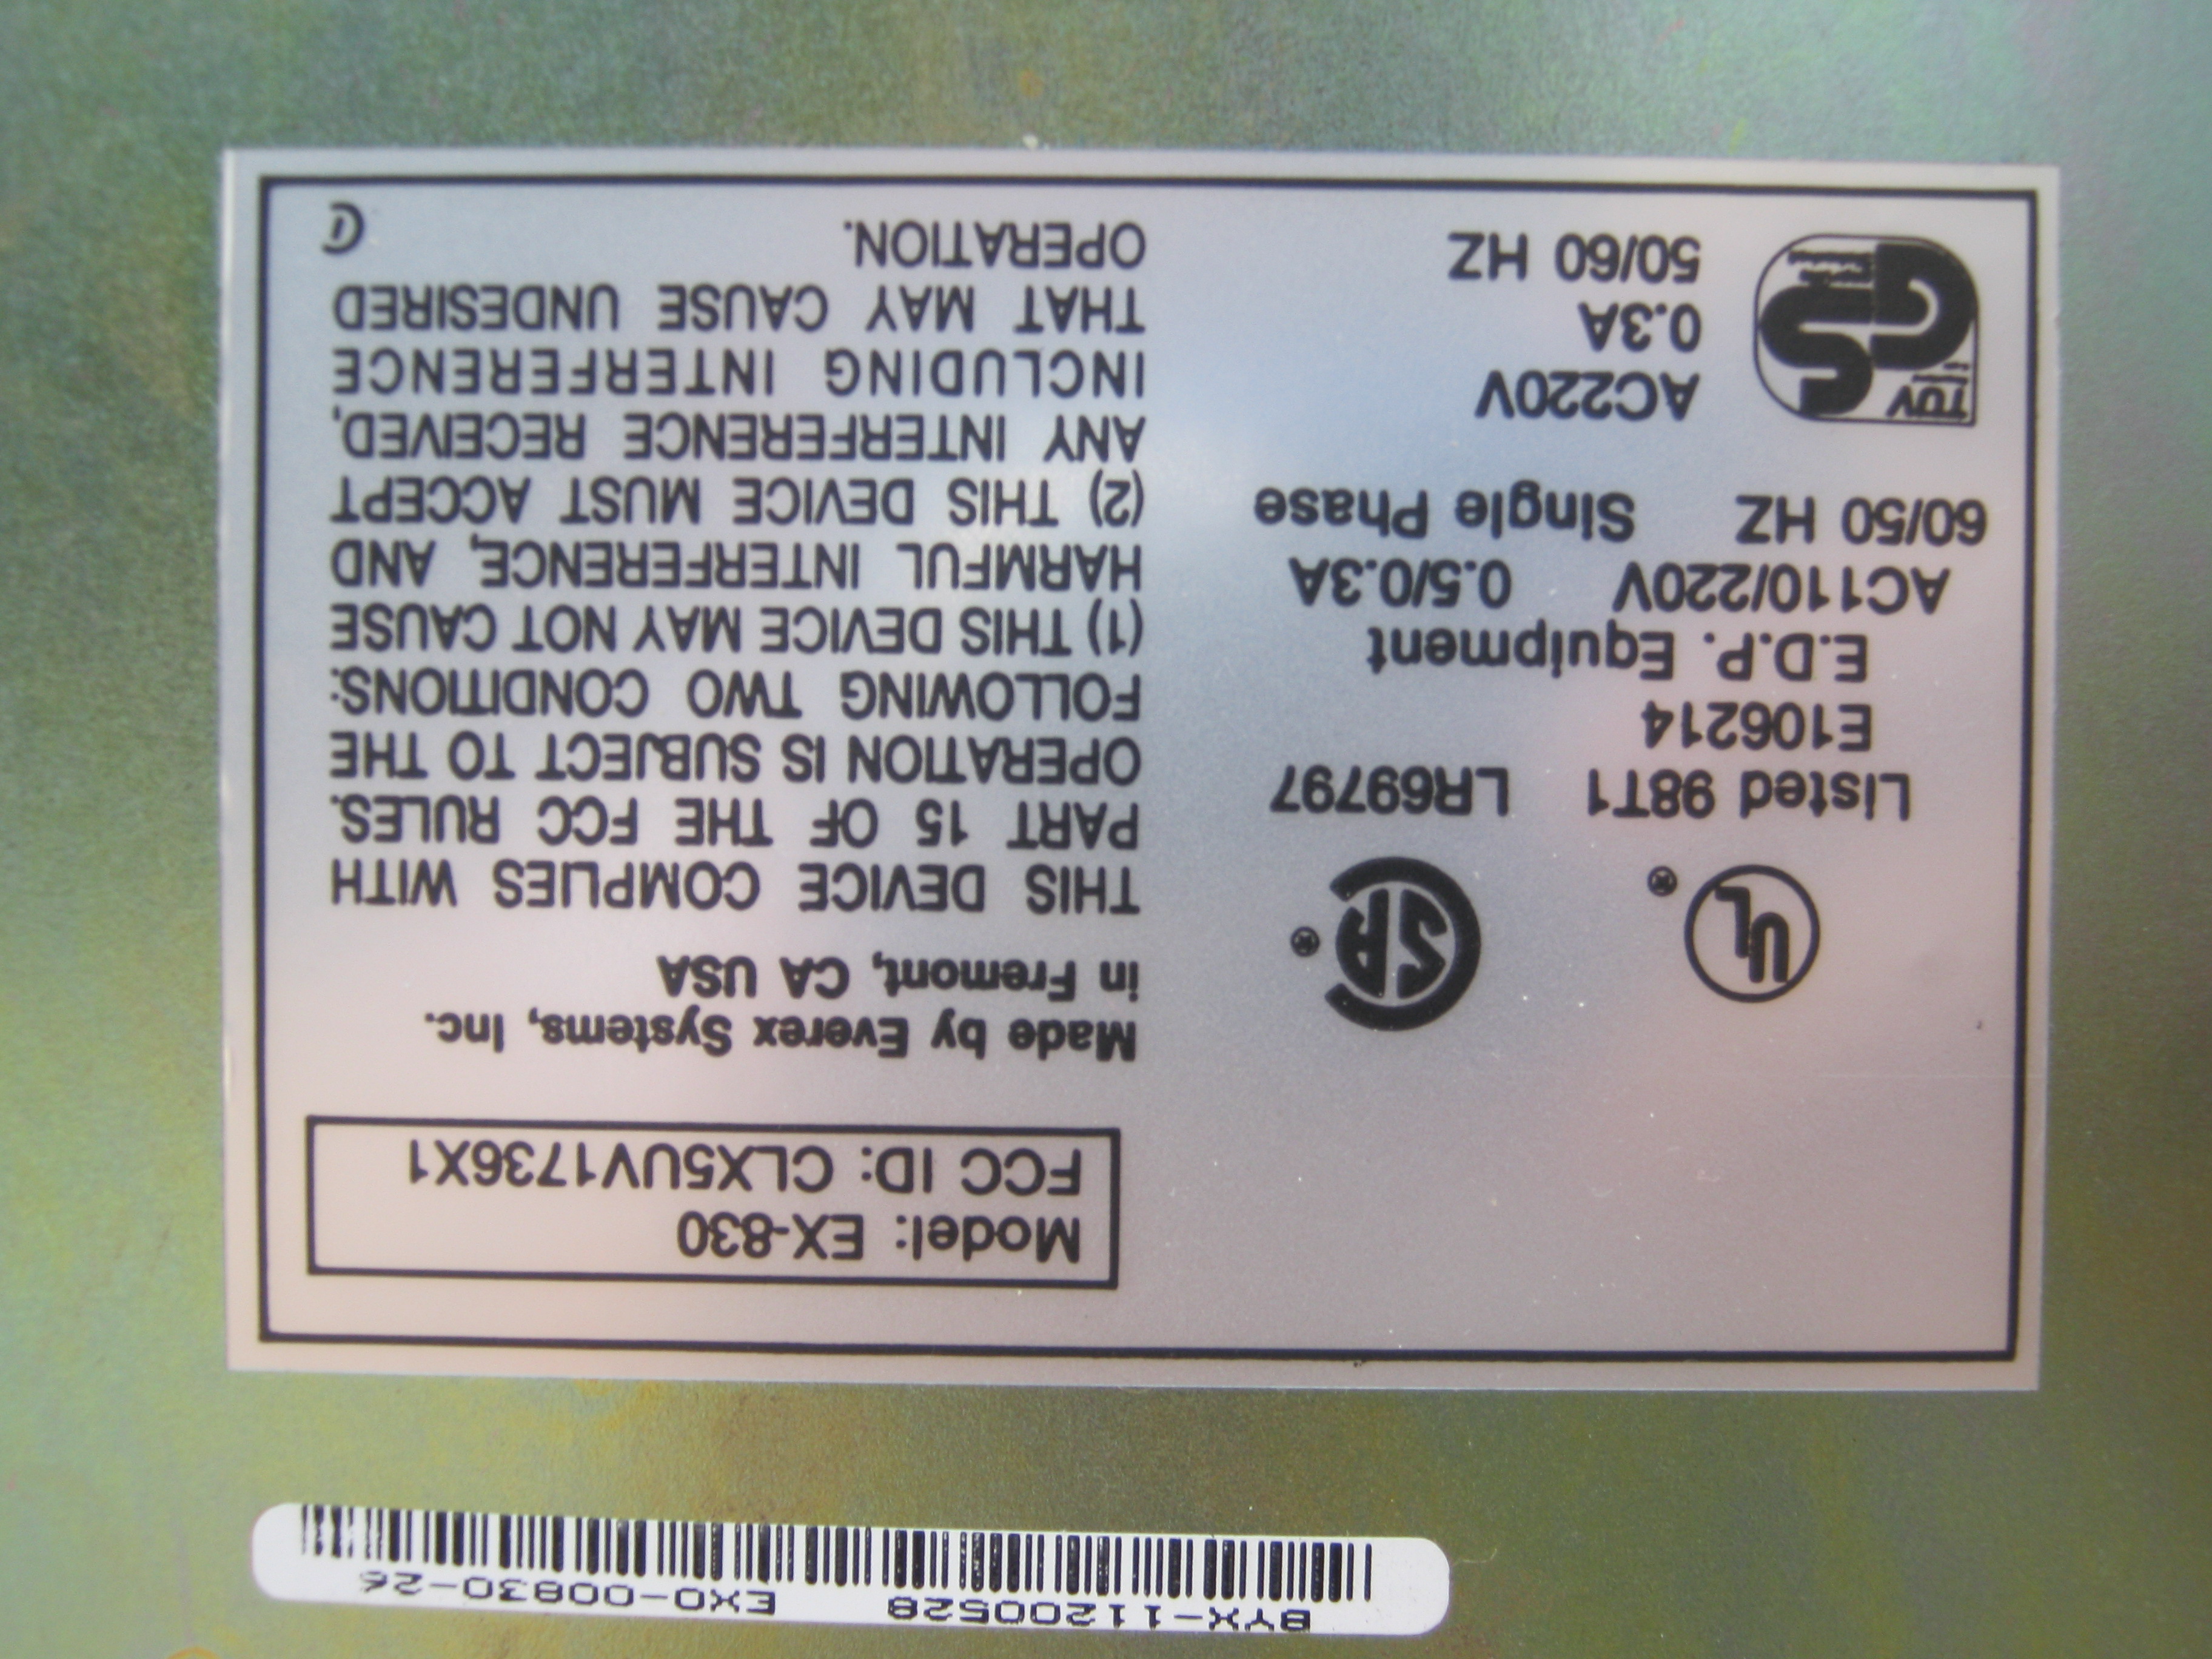 BYX-11200528 EX0-00830-26
Model: EX-830
FCC ID: CLX5UV1736X1
Made by Everex Systems, Inc.
in Fremont, CA USA
THIS DEVICE COMPLIES WITH
PART 15 OF THE FCC RULES.
OPERATION IS SUBJECT TO THE
FOLLOWING TWO CONDITIONS:
(1) THIS DEVICE MAY NOT CAUSE
HARMFUL INTERFERENCE, AND
(2) THIS DEVICE MUST ACCEPT
ANY INTERFERENCE RECEIVED,
INCLUDING INTERFERENCE
THAT MAY CAUSE UNDESIRED
OPERATION.
UL ®
SA ®
Listed 98T1 LR69797
E106214
E.D.P. Equipment
AC110/220V 0.5/0.3A
60/50 HZ Single Phase
TUV
GS
AC220V
0.3A
50/60 HZ